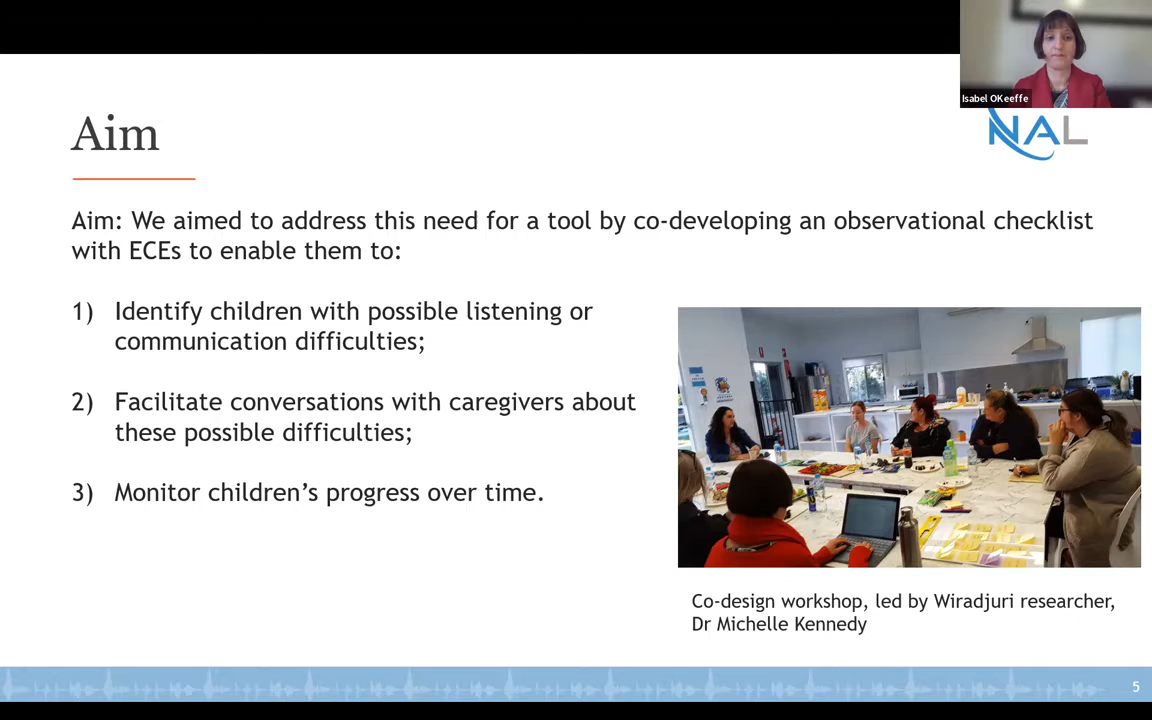 Isabel OKeeffe
NAL
Aim
Aim: We aimed to address this need for a tool by co-developing an observational checklist
with ECEs to enable them to:
1) Identify children with possible listening or
communication difficulties;
2) Facilitate conversations with caregivers about
these possible difficulties;
3) Monitor children’s progress over time.
Co-design workshop, led by Wiradjuri researcher,
Dr Michelle Kennedy
5